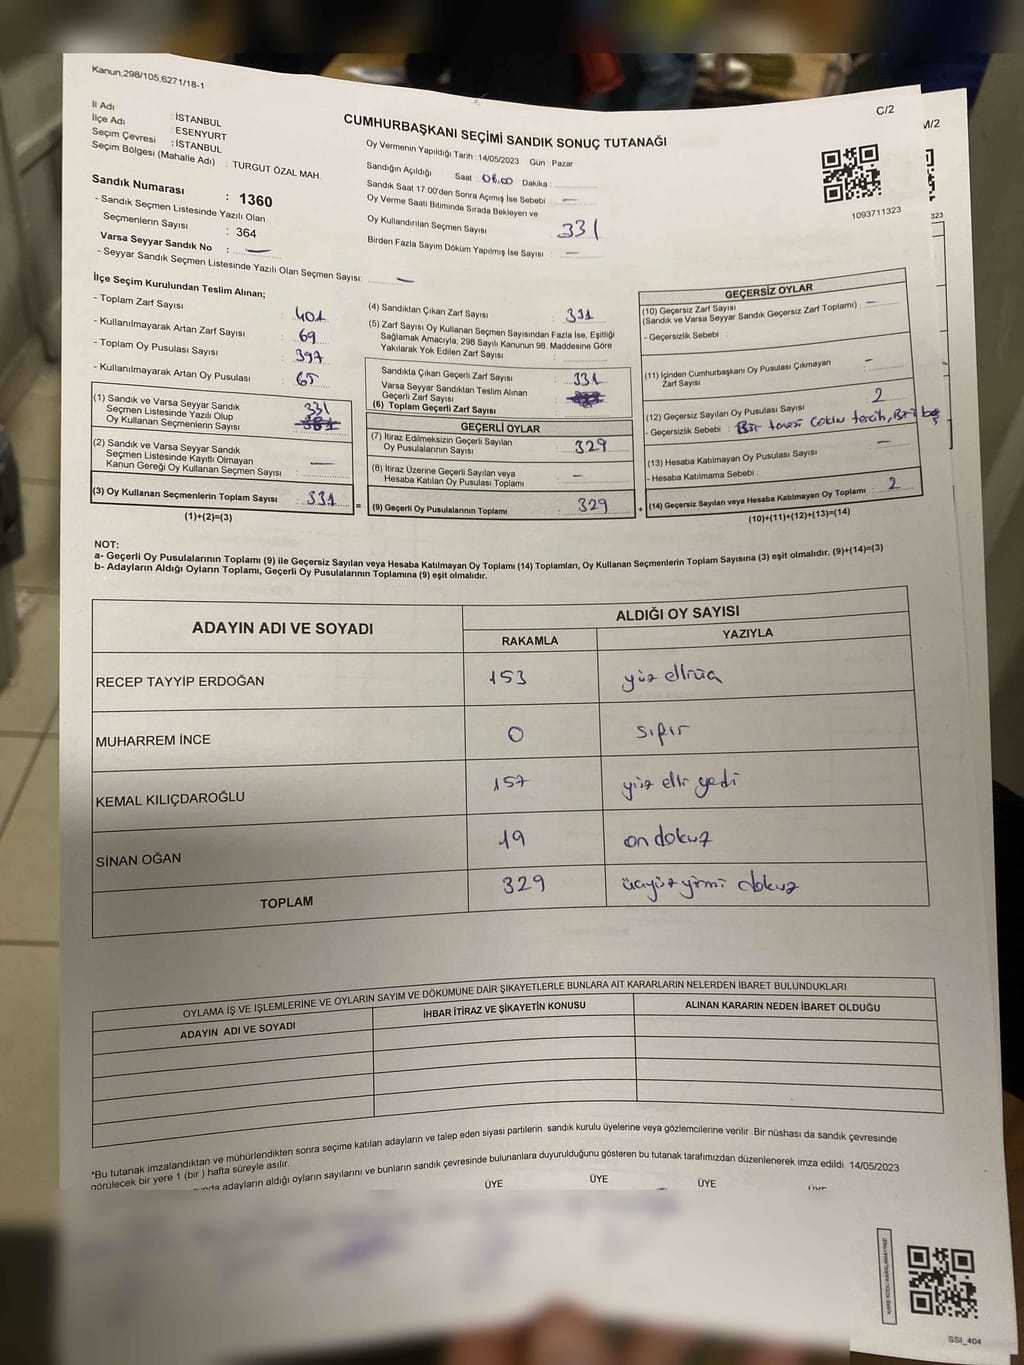 Kanun;298/105,6271/18-1
C/2
M/2
CUMHURBAŞKANI SEÇİMİ SANDIK SONUÇ TUTANAĞI
İl Adı : İSTANBUL
İlçe Adı : ESENYURT
Seçim Çevresi : İSTANBUL
Seçim Bölgesi (Mahalle Adı) : TURGUT ÖZAL MAH.
Sandık Numarası : 1360
- Sandık Seçmen Listesinde Yazılı Olan
Seçmenlerin Sayısı : 364
Varsa Seyyar Sandık No : —
- Seyyar Sandık Seçmen Listesinde Yazılı Olan Seçmen Sayısı: —
Oy Vermenin Yapıldığı Tarih : 14/05/2023 Gün : Pazar
Sandığın Açıldığı Saat : 08.00 Dakika :
Sandık Saat 17:00'den Sonra Açımış İse Sebebi : —
Oy Verme Saati Bitiminde Sırada Bekleyen ve
Oy Kullandırılan Seçmen Sayısı 331
Birden Fazla Sayım Döküm Yapılmış İse Sayısı : —
1093711323
323
İlçe Seçim Kurulundan Teslim Alınan;
- Toplam Zarf Sayısı : 401
- Kullanılmayarak Artan Zarf Sayısı : 69
- Toplam Oy Pusulası Sayısı : 397
- Kullanılmayarak Artan Oy Pusulası : 65
(1) Sandık ve Varsa Seyyar Sandık
Seçmen Listesinde Yazılı Olup
Oy Kullanan Seçmenlerin Sayısı : 331
(2) Sandık ve Varsa Seyyar Sandık
Seçmen Listesinde Kayıtlı Olmayan
Kanun Gereği Oy Kullanan Seçmen Sayısı : —
(3) Oy Kullanan Seçmenlerin Toplam Sayısı : 331
(1)+(2)=(3)
(4) Sandıktan Çıkan Zarf Sayısı : 331
(5) Zarf Sayısı Oy Kullanan Seçmen Sayısından Fazla İse, Eşitliği
Sağlamak Amacıyla, 298 Sayılı Kanunun 98. Maddesine Göre
Yakılarak Yok Edilen Zarf Sayısı :
Sandıkta Çıkan Geçerli Zarf Sayısı : 331
Varsa Seyyar Sandıktan Teslim Alınan
Geçerli Zarf Sayısı :
(6) Toplam Geçerli Zarf Sayısı
GEÇERLİ OYLAR
(7) İtiraz Edilmeksizin Geçerli Sayılan
Oy Pusulalarının Sayısı : 329
(8) İtiraz Üzerine Geçerli Sayılan veya
Hesaba Katılan Oy Pusulası Toplamı : —
(9) Geçerli Oy Pusulalarının Toplamı : 329
=
+
GEÇERSİZ OYLAR
(10) Geçersiz Zarf Sayısı
(Sandık ve Varsa Seyyar Sandık Geçersiz Zarf Toplamı) : —
- Geçersizlik Sebebi :
(11) İçinden Cumhurbaşkanı Oy Pusulası Çıkmayan
Zarf Sayısı —
(12) Geçersiz Sayılan Oy Pusulası Sayısı : 2
- Geçersizlik Sebebi : Bir tanesi çoklu tercih, Biri boş
(13) Hesaba Katılmayan Oy Pusulası Sayısı : —
- Hesaba Katılmama Sebebi :
(14) Geçersiz Sayılan veya Hesaba Katılmayan Oy Toplamı : 2
(10)+(11)+(12)+(13)=(14)
NOT:
a- Geçerli Oy Pusulalarının Toplamı (9) ile Geçersiz Sayılan veya Hesaba Katılmayan Oy Toplamı (14) Toplamları, Oy Kullanan Seçmenlerin Toplam Sayısına (3) eşit olmalıdır. (9)+(14)=(3)
b- Adayların Aldığı Oyların Toplamı, Geçerli Oy Pusulalarının Toplamına (9) eşit olmalıdır.
ADAYIN ADI VE SOYADI
ALDIĞI OY SAYISI
RAKAMLA YAZIYLA
RECEP TAYYİP ERDOĞAN 153 yüz elli üç
MUHARREM İNCE 0 sıfır
KEMAL KILIÇDAROĞLU 157 yüz elli yedi
SİNAN OĞAN 19 on dokuz
TOPLAM 329 üçyüz yirmi dokuz
OYLAMA İŞ VE İŞLEMLERİNE VE OYLARIN SAYIM VE DÖKÜMÜNE DAİR ŞİKAYETLERLE BUNLARA AİT KARARLARIN NELERDEN İBARET BULUNDUKLARI
ADAYIN ADI VE SOYADI İHBAR İTİRAZ VE ŞİKAYETİN KONUSU ALINAN KARARIN NEDEN İBARET OLDUĞU
*Bu tutanak imzalandıktan ve mühürlendikten sonra seçime katılan adayların ve talep eden siyasi partilerin sandık kurulu üyelerine veya gözlemcilerine verilir. Bir nüshası da sandık çevresinde
görülecek bir yere 1 (bir ) hafta süreyle asılır.
adayların aldığı oyların sayılarını ve bunların sandık çevresinde bulunanlara duyurulduğunu gösteren bu tutanak tarafımızdan düzenlenerek imza edildi. 14/05/2023
ÜYE ÜYE ÜYE
KARE KODU KARALAMAYINIZ!
SSI_404